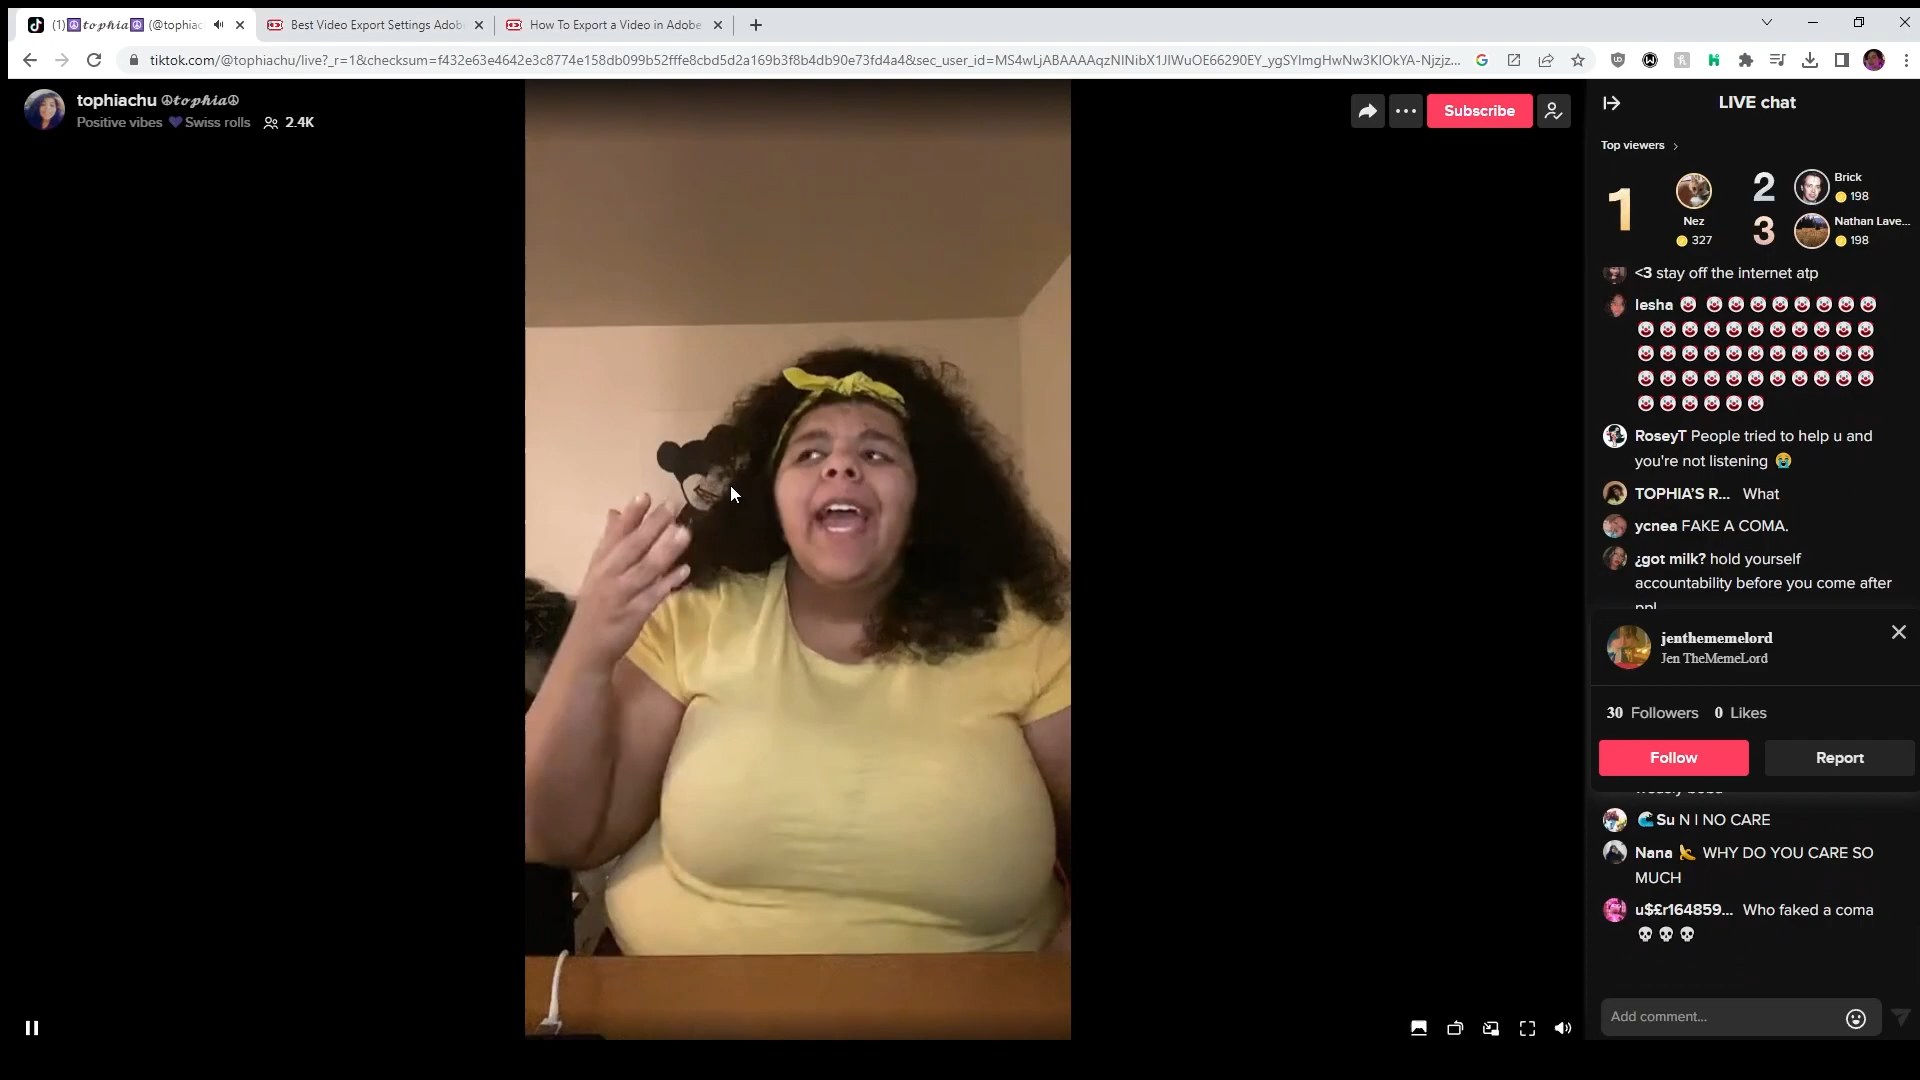 (1) ☮𝓽𝓸𝓹𝓱𝓲𝓪☮ (@tophiac
Best Video Export Settings Adob
How To Export a Video in Adobe
tiktok.com/@tophiachu/live?_r=1&checksum=f432e63e4642e3c8774e158db099b52fffe8cbd5d2a169b3f8b4db90e73fd4a4&sec_user_id=MS4wLjABAAAAqzNINibX1JlWuOE66290EY_ygSYlmgHwNw3KlOkYA-Njzjz...
tophiachu ☮𝓽𝓸𝓹𝓱𝓲𝓪☮
Positive vibes 💜Swiss rolls 2.4K
Subscribe
LIVE chat
Top viewers >
1
Nez
327
2
Brick
198
3
Nathan Lave...
198
<3 stay off the internet atp
lesha 🤡 🤡🤡🤡🤡🤡🤡🤡🤡
🤡🤡🤡🤡🤡🤡🤡🤡🤡🤡🤡
🤡🤡🤡🤡🤡🤡🤡🤡🤡🤡🤡
🤡🤡🤡🤡🤡🤡🤡🤡🤡🤡🤡
🤡🤡🤡🤡🤡🤡
RoseyT People tried to help u and
you're not listening 😭
TOPHIA'S R... What
ycnea FAKE A COMA.
¿got milk? hold yourself
accountability before you come after
ppl
jenthememelord
Jen TheMemeLord
30 Followers 0 Likes
Follow
Report
🌊Su N I NO CARE
Nana 🍌 WHY DO YOU CARE SO
MUCH
u$£r164859... Who faked a coma
💀💀💀
Add comment...